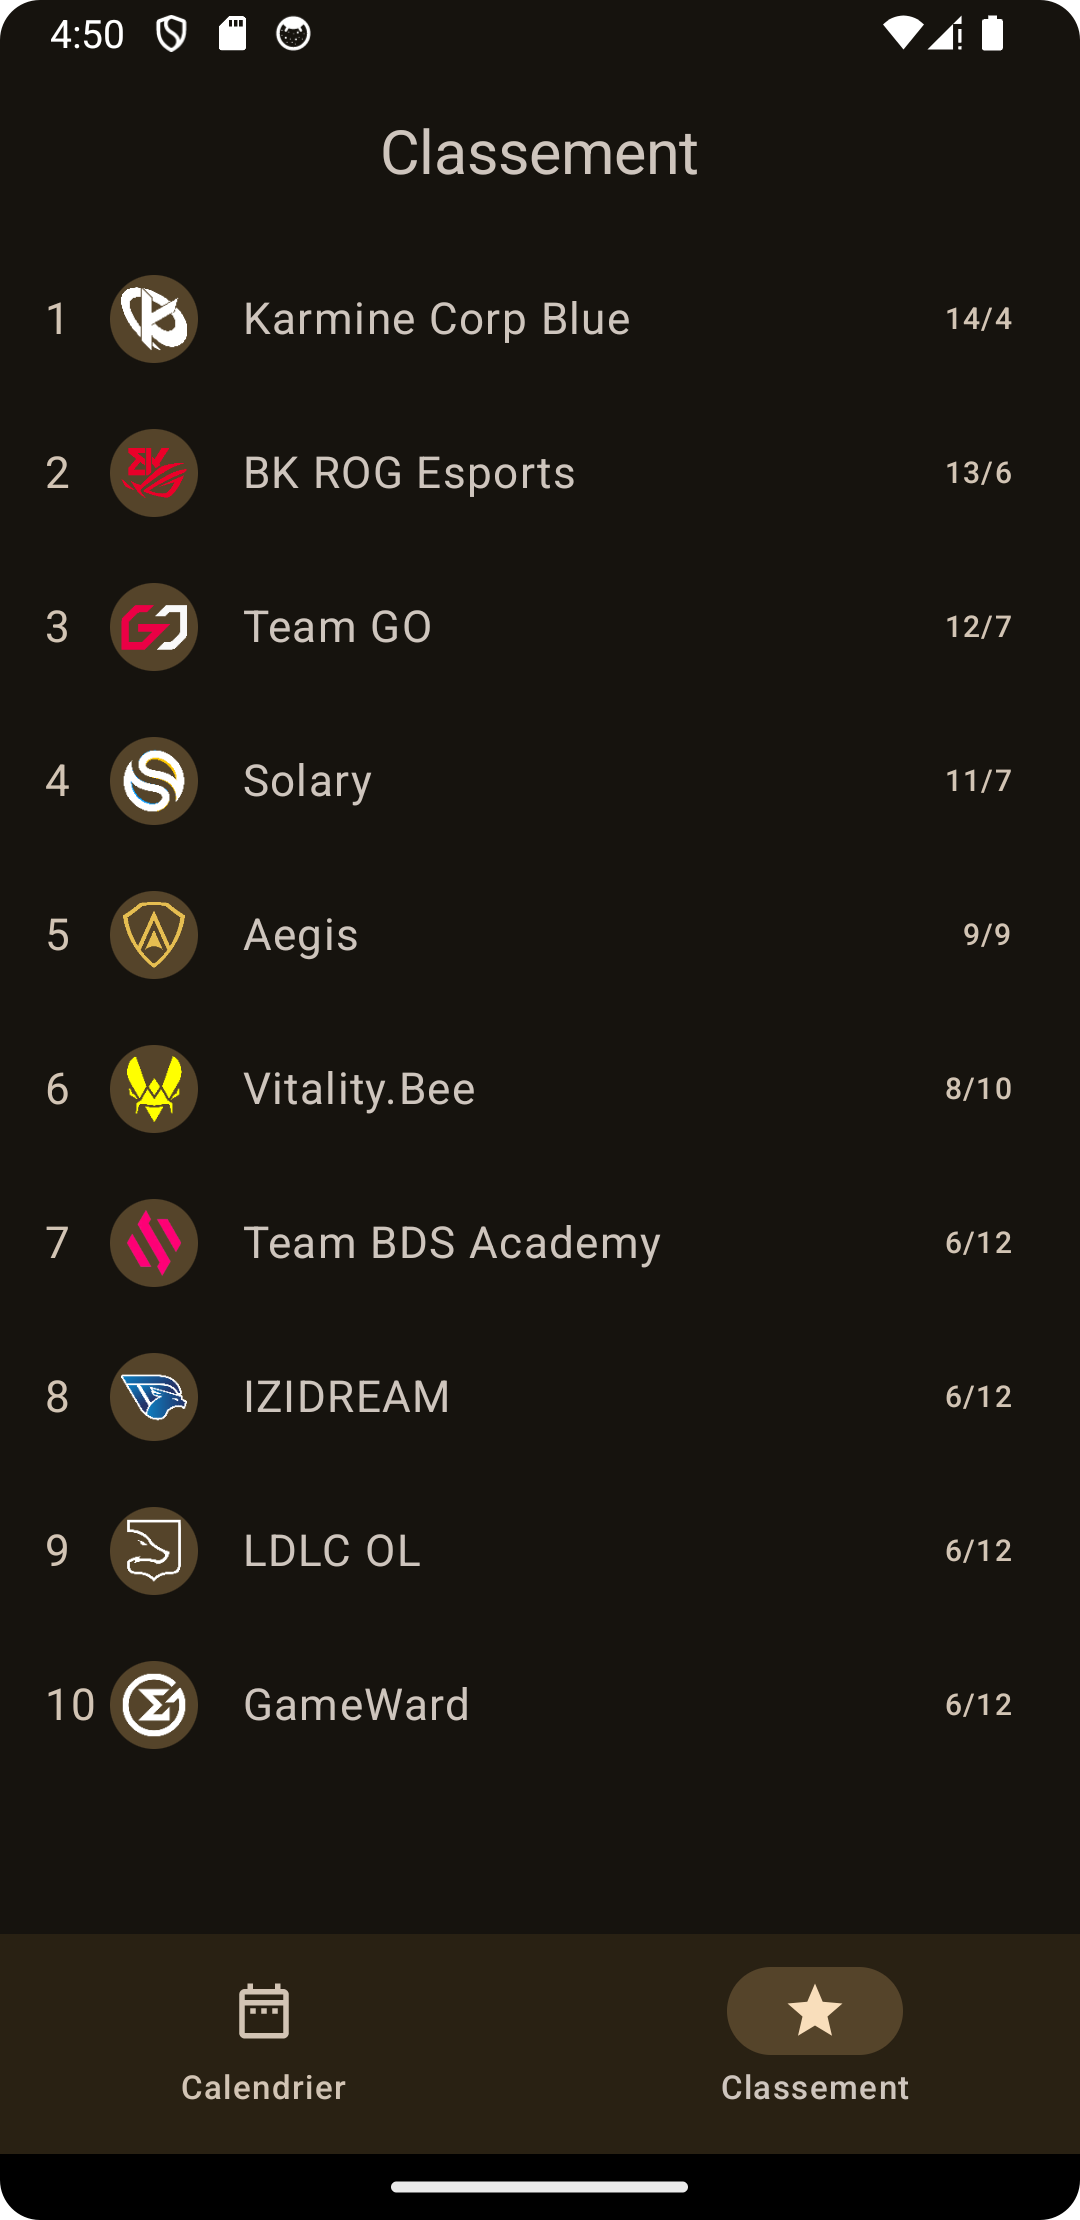 4:50
Classement
1 Karmine Corp Blue 14/4
2 BK ROG Esports 13/6
3 Team GO 12/7
4 Solary 11/7
5 Aegis 9/9
6 Vitality.Bee 8/10
7 Team BDS Academy 6/12
8 IZIDREAM 6/12
9 LDLC OL 6/12
10 GameWard 6/12
Calendrier Classement